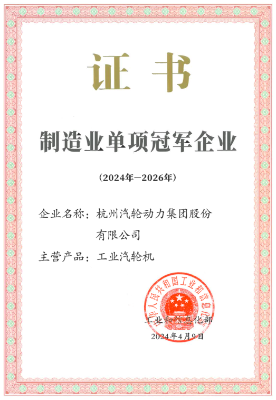 证书
制造业单项冠军企业
(2024年-2026年)
企业名称：杭州汽轮动力集团股份
有限公司
主营产品：工业汽轮机
中华人民共和国工业和信息化部
工业和信息化部
2024年4月9日